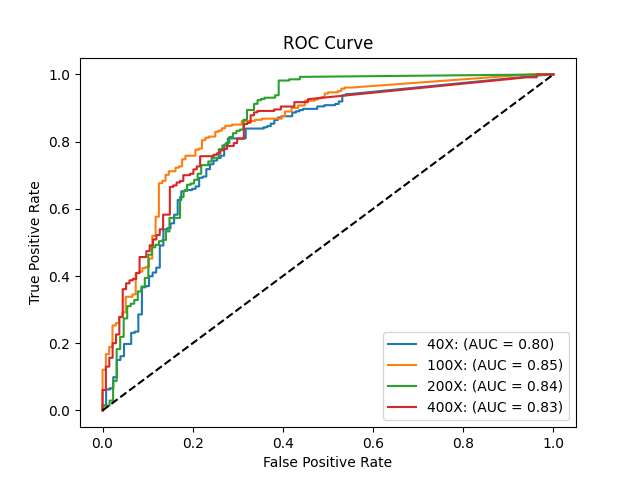 ROC Curve
1.0
0.8
0.6
0.4
0.2
0.0
True Positive Rate
40X: (AUC = 0.80)
100X: (AUC = 0.85)
200X: (AUC = 0.84)
400X: (AUC = 0.83)
0.0 0.2 0.4 0.6 0.8 1.0
False Positive Rate